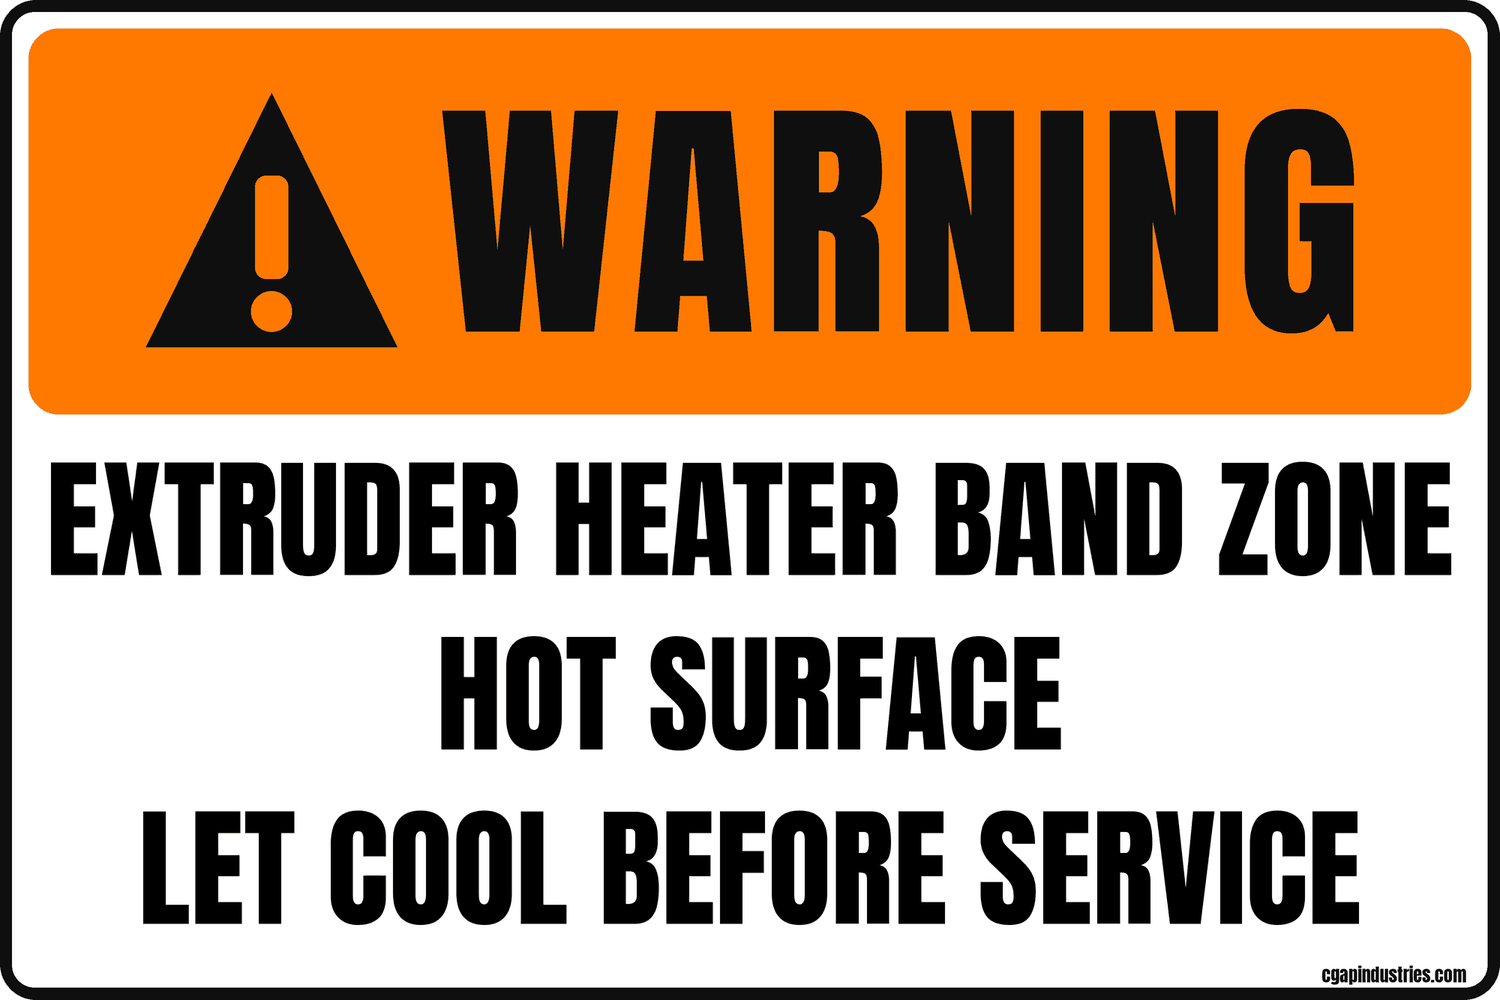 WARNING
EXTRUDER HEATER BAND ZONE
HOT SURFACE
LET COOL BEFORE SERVICE
cgapindustries.com